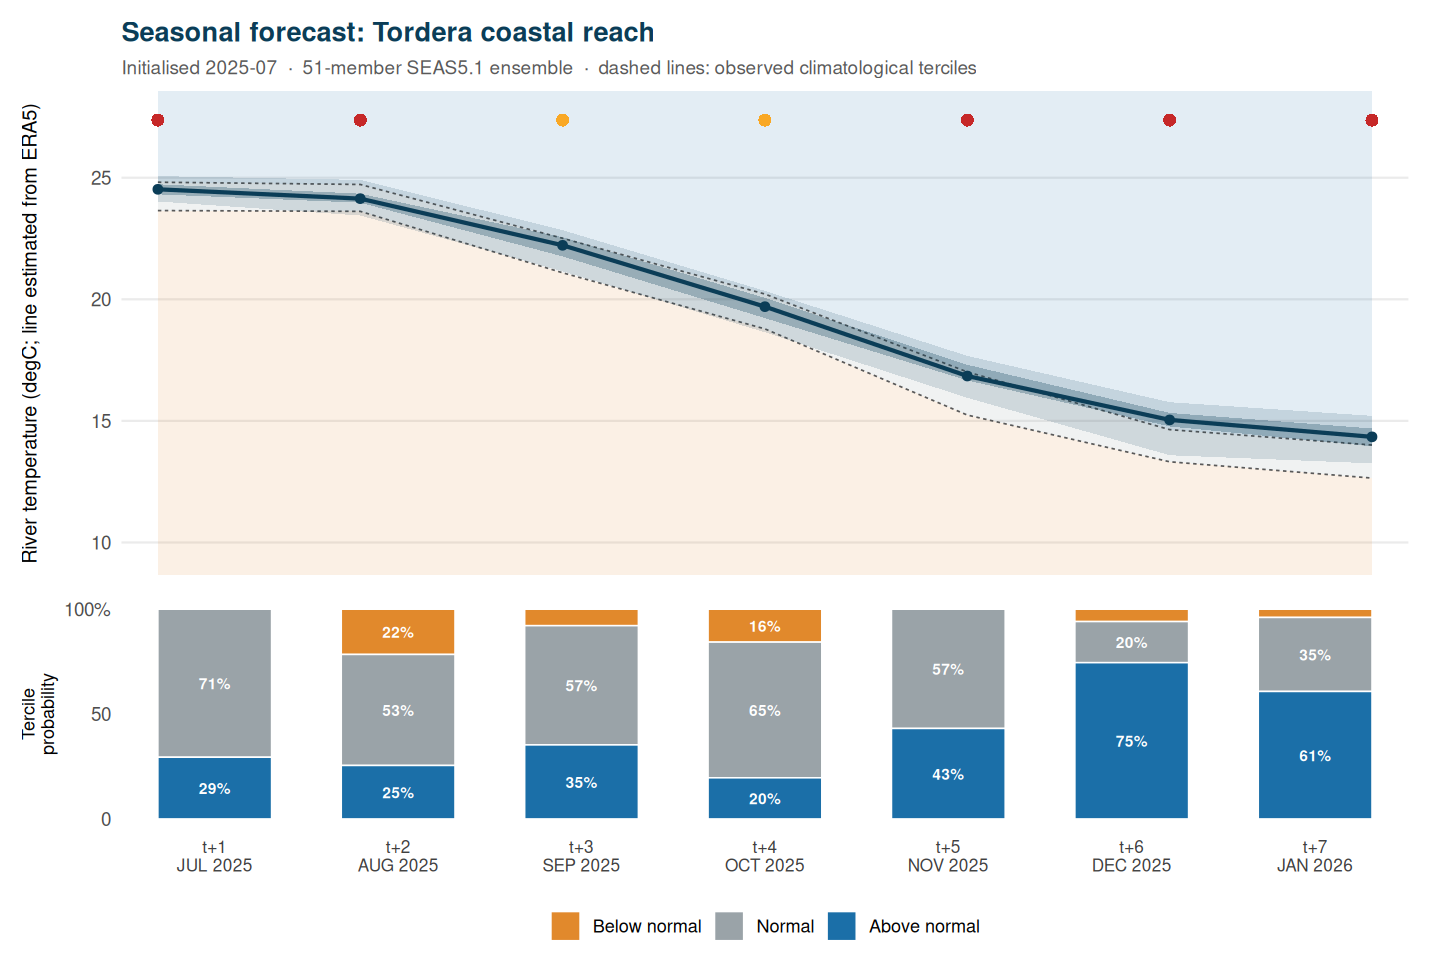 Seasonal forecast: Tordera coastal reach
Initialised 2025-07 · 51-member SEAS5.1 ensemble · dashed lines: observed climatological terciles
River temperature (degC; line estimated from ERA5)
25
20
15
10
Tercile
probability
100%
50
0
71%
29%
22%
53%
25%
57%
35%
16%
65%
20%
57%
43%
20%
75%
35%
61%
t+1
JUL 2025
t+2
AUG 2025
t+3
SEP 2025
t+4
OCT 2025
t+5
NOV 2025
t+6
DEC 2025
t+7
JAN 2026
Below normal
Normal
Above normal